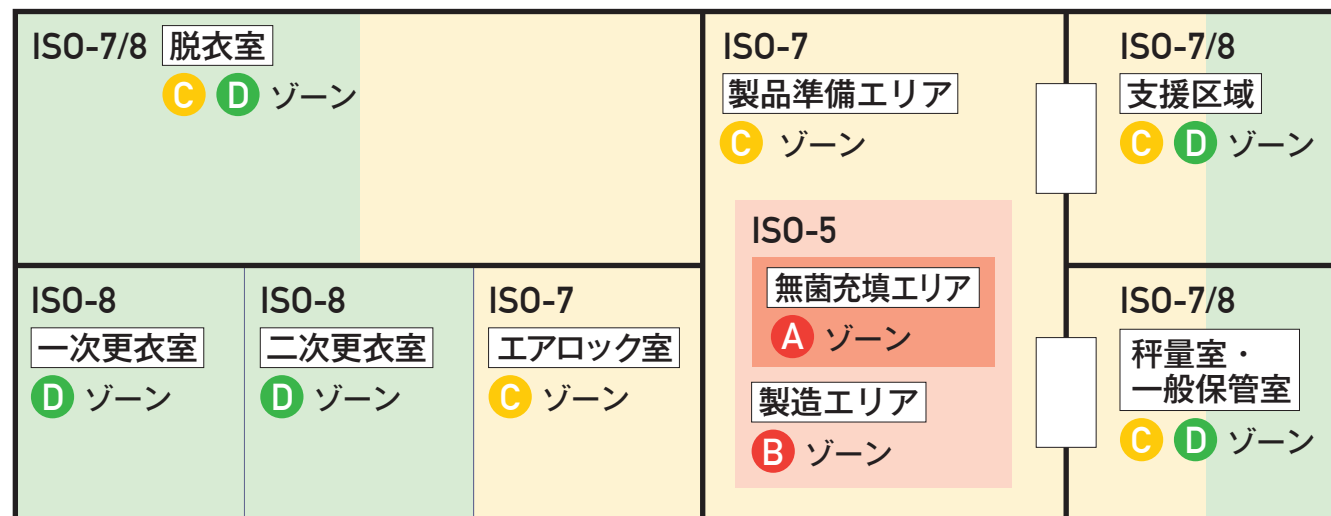 ISO-7/8 脱衣室
C D ゾーン
ISO-7
製品準備エリア
C ゾーン
ISO-7/8
支援区域
C D ゾーン
ISO-5
無菌充填エリア
A ゾーン
製造エリア
B ゾーン
ISO-8
一次更衣室
D ゾーン
ISO-8
二次更衣室
D ゾーン
ISO-7
エアロック室
C ゾーン
ISO-7/8
秤量室・
一般保管室
C D ゾーン